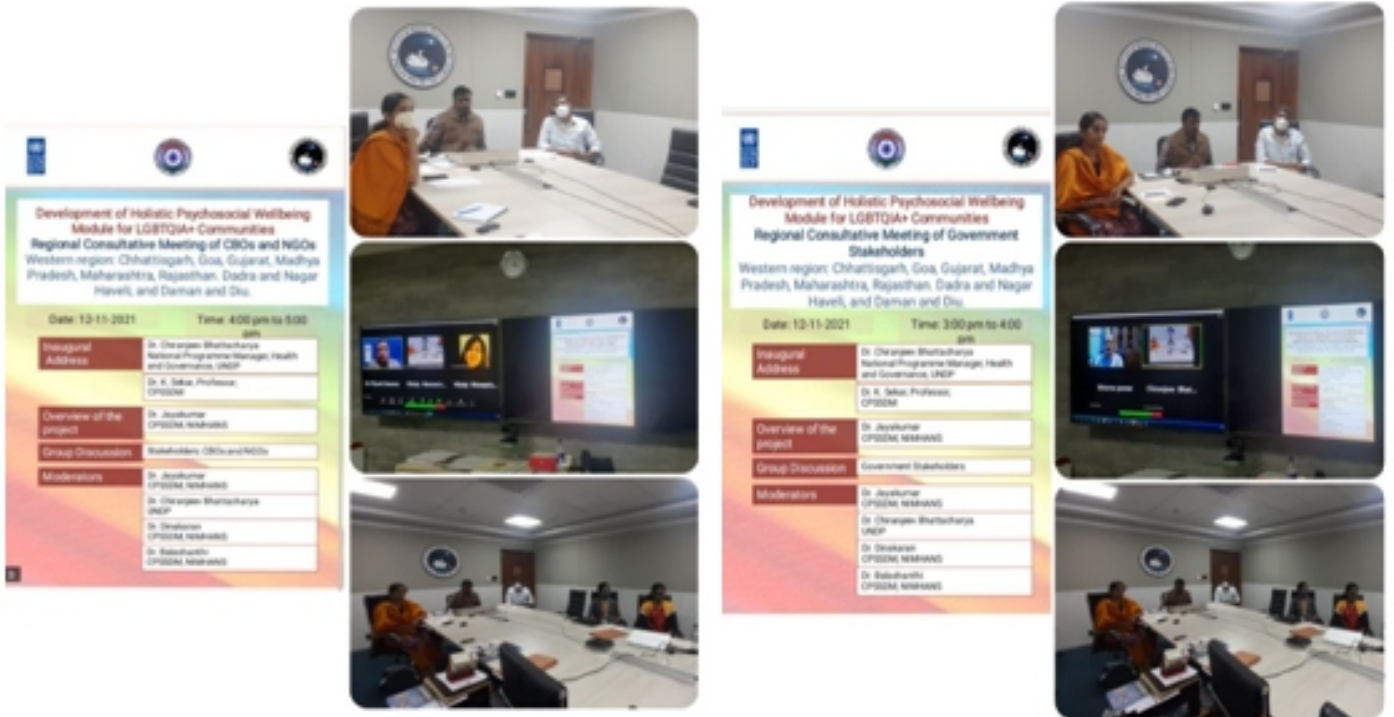 Development of Holistic Psychosocial Wellbeing
Module for LGBTQIA+ Communities
Regional Consultative Meeting of CBOs and NGOs
Western region: Chhattisgarh, Goa, Gujarat, Madhya
Pradesh, Maharashtra, Rajasthan. Dadra and Nagar
Haveli, and Daman and Diu.
Date: 12-11-2021 Time: 4:00 pm to 5:00
pm
Inaugural
Address
Dr. Chiranjeev Bhattacharya
National Programme Manager, Health
and Governance, UNDP
Dr. K. Sekar, Professor,
CPSSDM
Overview of the
project
Dr. Jayakumar
CPSSDM, NIMHANS
Group Discussion
Stakeholders: CBOs and NGOs
Moderators
Dr. Jayakumar
CPSSDM, NIMHANS
Dr. Chiranjeev Bhattacharya
UNDP
Dr. Dinakaran
CPSSDM, NIMHANS
Dr. Balashanthi
CPSSDM, NIMHANS
Development of Holistic Psychosocial Wellbeing
Module for LGBTQIA+ Communities
Regional Consultative Meeting of Government
Stakeholders
Western region: Chhattisgarh, Goa, Gujarat, Madhya
Pradesh, Maharashtra, Rajasthan. Dadra and Nagar
Haveli, and Daman and Diu.
Date: 12-11-2021 Time: 3:00 pm to 4:00
pm
Inaugural
Address
Dr. Chiranjeev Bhattacharya
National Programme Manager, Health
and Governance, UNDP
Dr. K. Sekar, Professor,
CPSSDM
Overview of the
project
Dr. Jayakumar
CPSSDM, NIMHANS
Group Discussion
Government Stakeholders
Moderators
Dr. Jayakumar
CPSSDM, NIMHANS
Dr. Chiranjeev Bhattacharya
UNDP
Dr. Dinakaran
CPSSDM, NIMHANS
Dr. Balashanthi
CPSSDM, NIMHANS